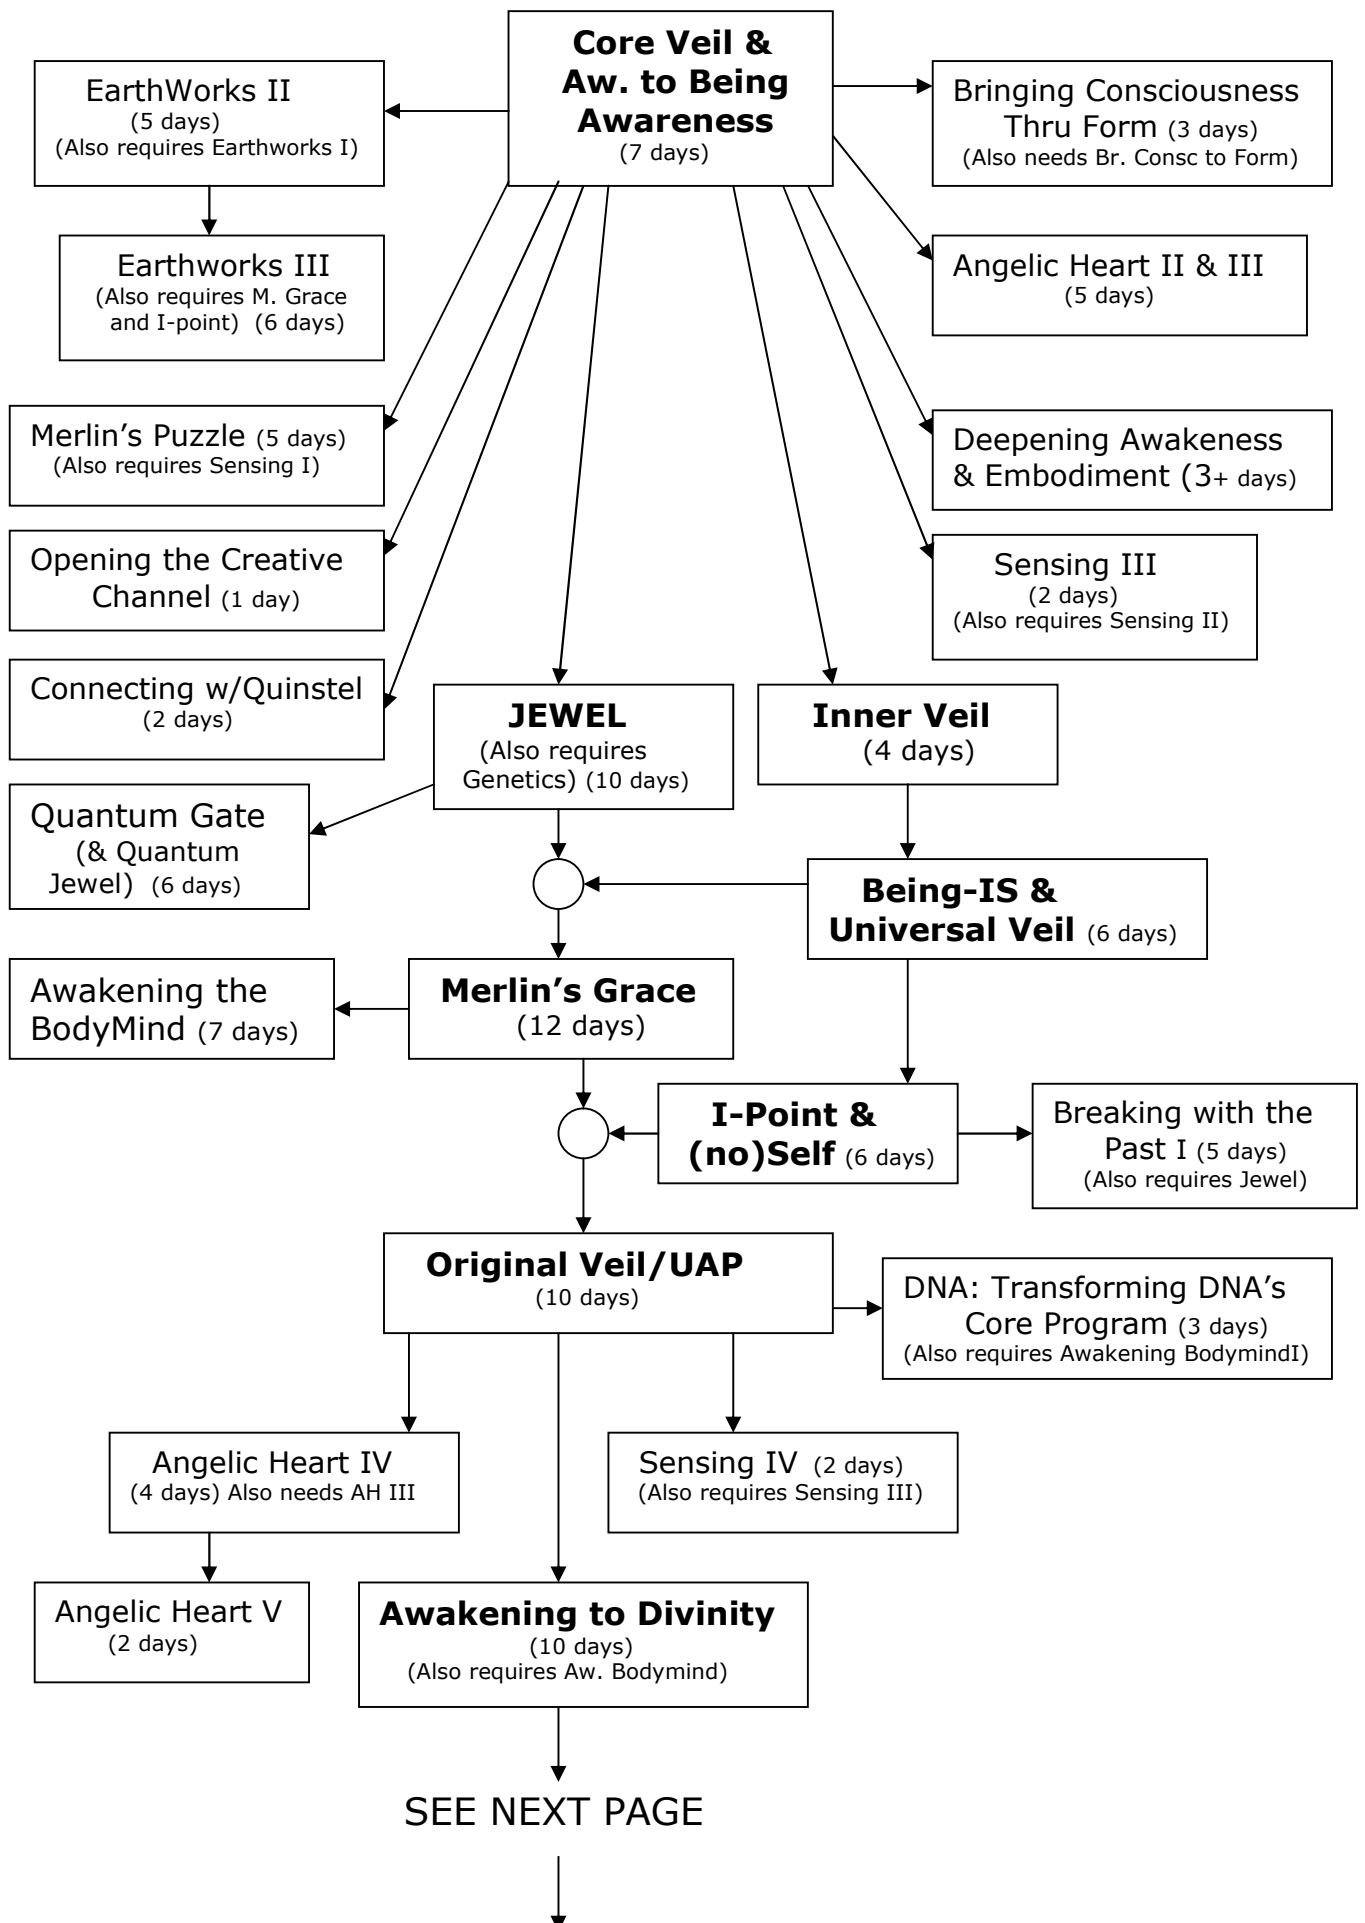 Core Veil &
Aw. to Being
Awareness
(7 days)
EarthWorks II
(5 days)
(Also requires Earthworks I)
Bringing Consciousness
Thru Form (3 days)
(Also needs Br. Consc to Form)
Earthworks III
(Also requires M. Grace
and I-point) (6 days)
Angelic Heart II & III
(5 days)
Merlin’s Puzzle (5 days)
(Also requires Sensing I)
Deepening Awakeness
& Embodiment (3+ days)
Opening the Creative
Channel (1 day)
Sensing III
(2 days)
(Also requires Sensing II)
Connecting w/Quinstel
(2 days)
JEWEL
(Also requires
Genetics) (10 days)
Inner Veil
(4 days)
Quantum Gate
(& Quantum
Jewel) (6 days)
Being-IS &
Universal Veil (6 days)
Awakening the
BodyMind (7 days)
Merlin’s Grace
(12 days)
I-Point &
(no)Self (6 days)
Breaking with the
Past I (5 days)
(Also requires Jewel)
Original Veil/UAP
(10 days)
DNA: Transforming DNA’s
Core Program (3 days)
(Also requires Awakening BodymindI)
Angelic Heart IV
(4 days) Also needs AH III
Sensing IV (2 days)
(Also requires Sensing III)
Angelic Heart V
(2 days)
Awakening to Divinity
(10 days)
(Also requires Aw. Bodymind)
SEE NEXT PAGE